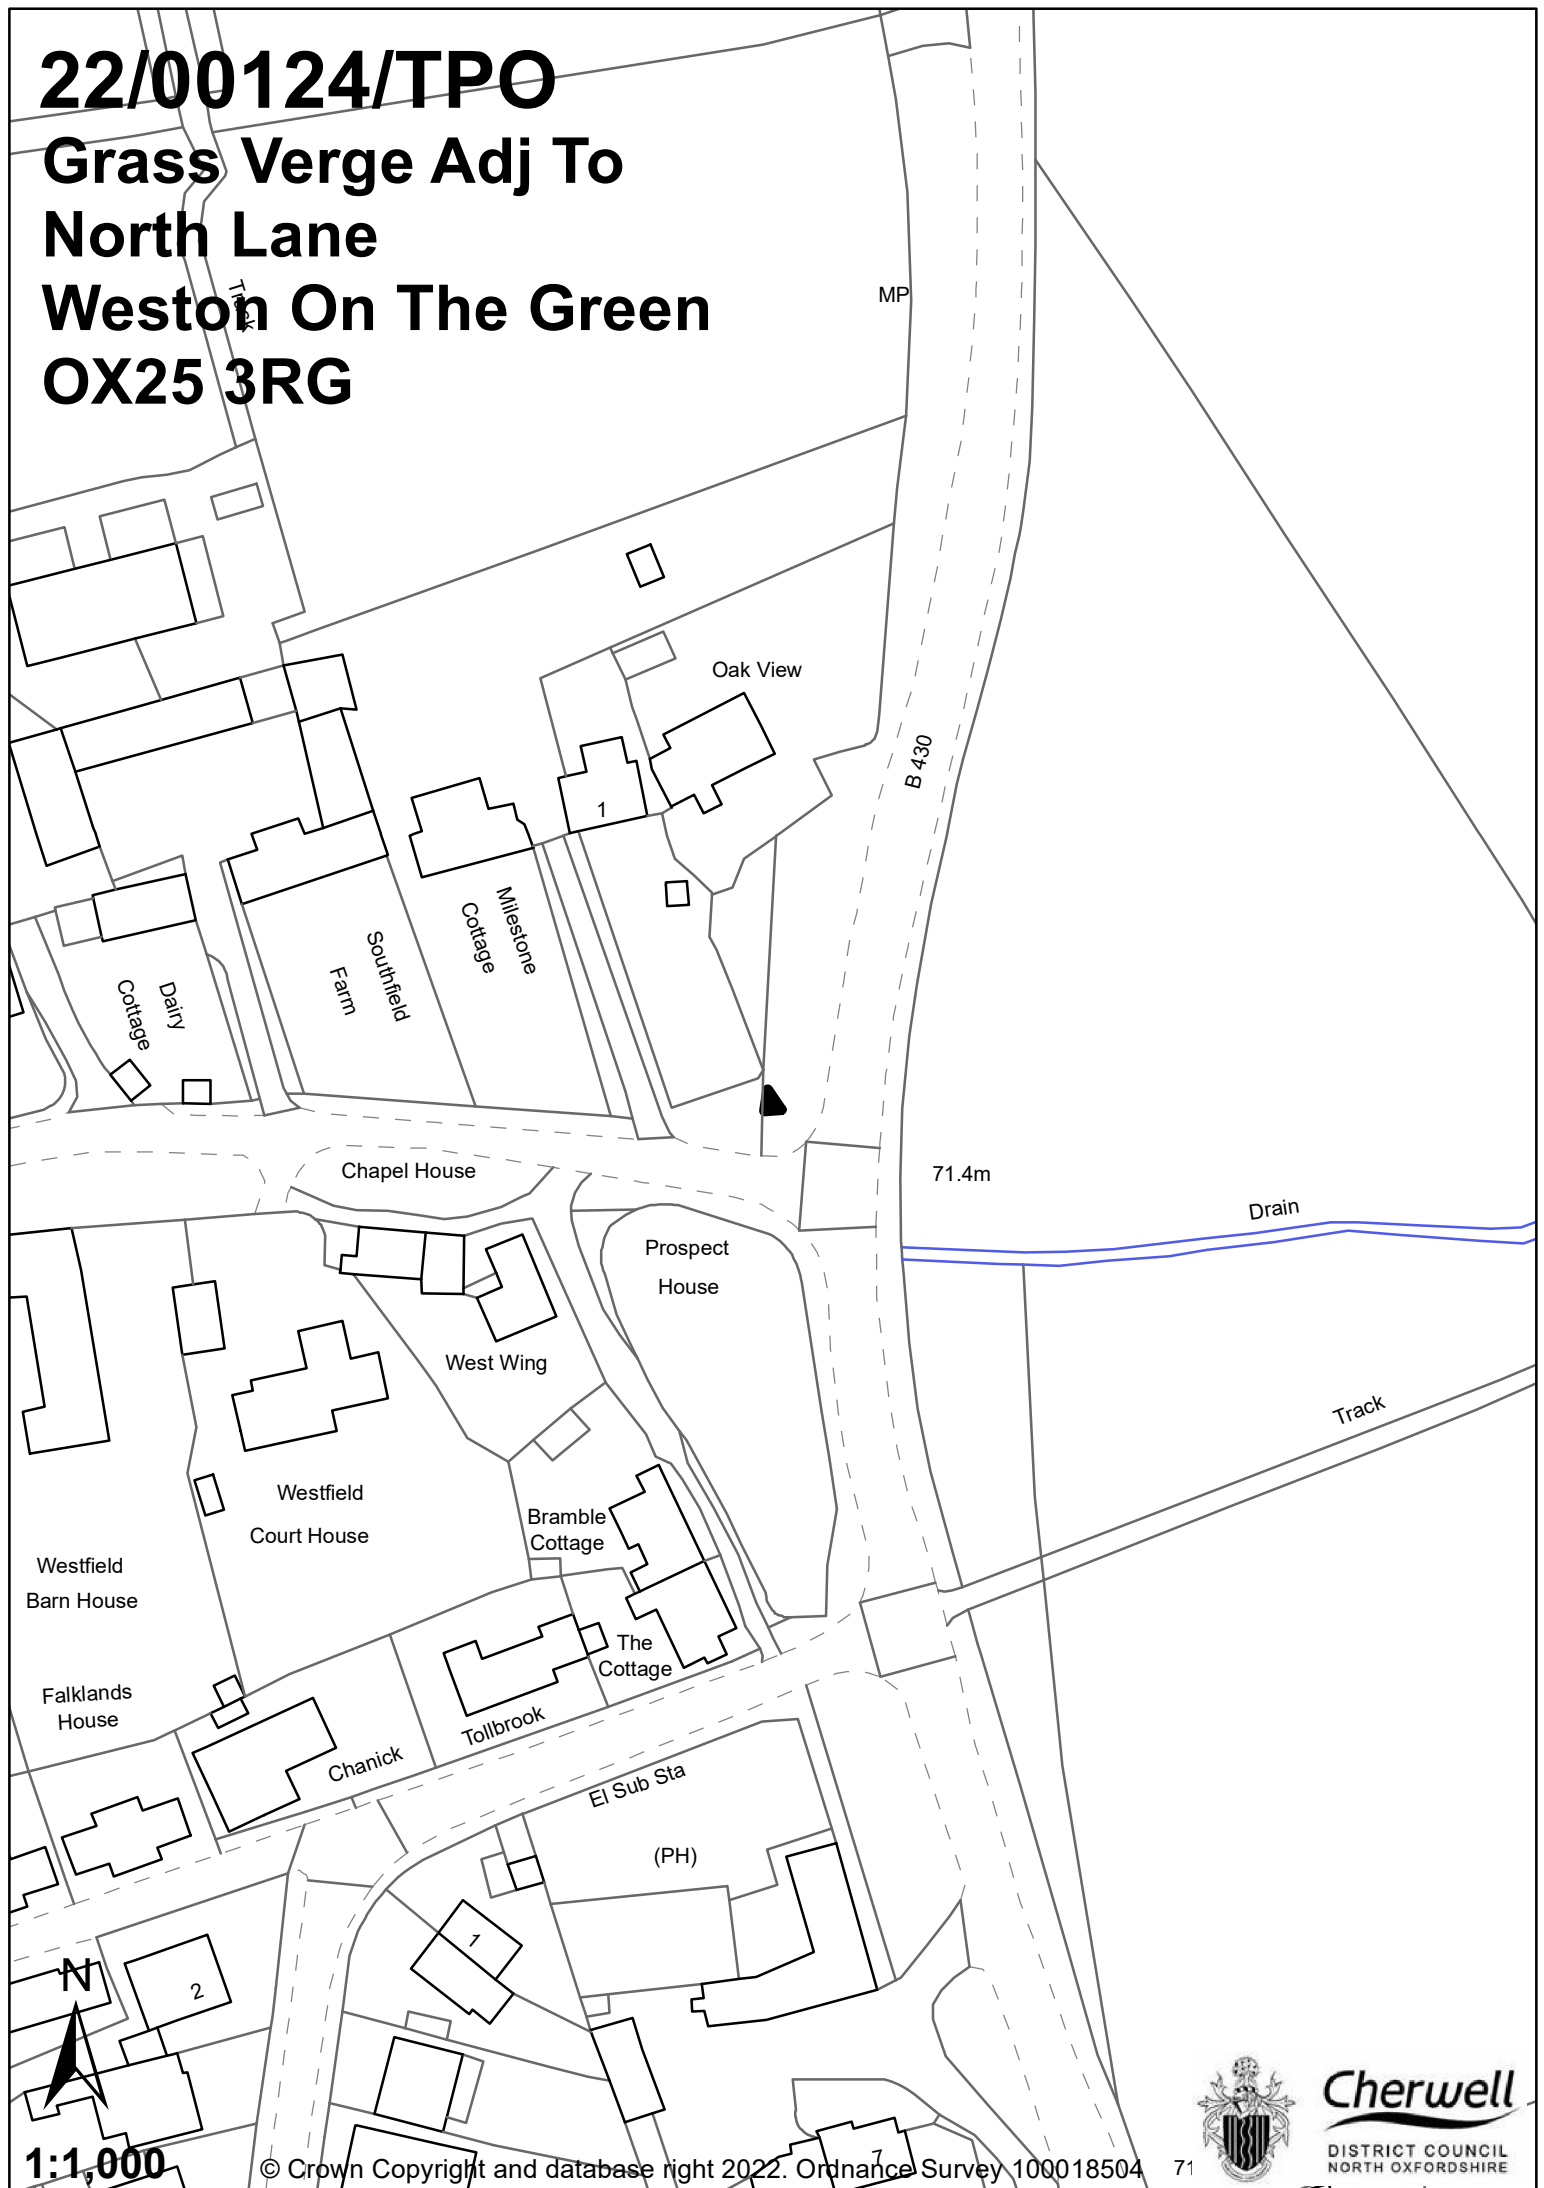 22/00124/TPO
Grass Verge Adj To
North Lane
Weston On The Green
OX25 3RG
Track
MP
Oak View
B 430
1
Milestone
Cottage
Southfield
Farm
Dairy
Cottage
Chapel House
71.4m
Drain
Prospect
House
West Wing
Track
Westfield
Court House
Bramble
Cottage
Westfield
Barn House
The
Cottage
Falklands
House
Tollbrook
Chanick
El Sub Sta
(PH)
1
2
N
7
1:1,000
© Crown Copyright and database right 2022. Ordnance Survey 100018504
71
Cherwell
DISTRICT COUNCIL
NORTH OXFORDSHIRE